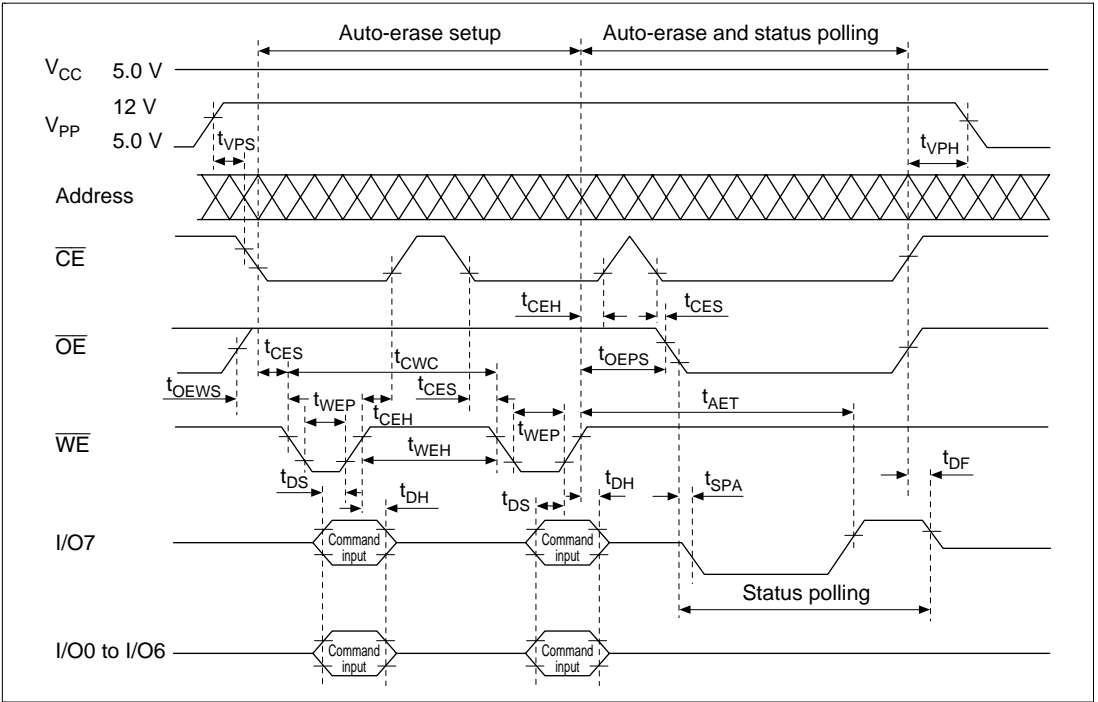 Auto-erase setup Auto-erase and status polling
VCC 5.0 V
12 V
VPP
5.0 V
tVPS tVPH
Address
CE
tCEH tCES
OE
tCES tCWC tOEPS
tOEWS tWEP tCES tAET
tCEH tWEP
WE
tWEH tDF
tDS tDH tDS tDH tSPA
I/O7 Command input Command input
Status polling
I/O0 to I/O6 Command input Command input